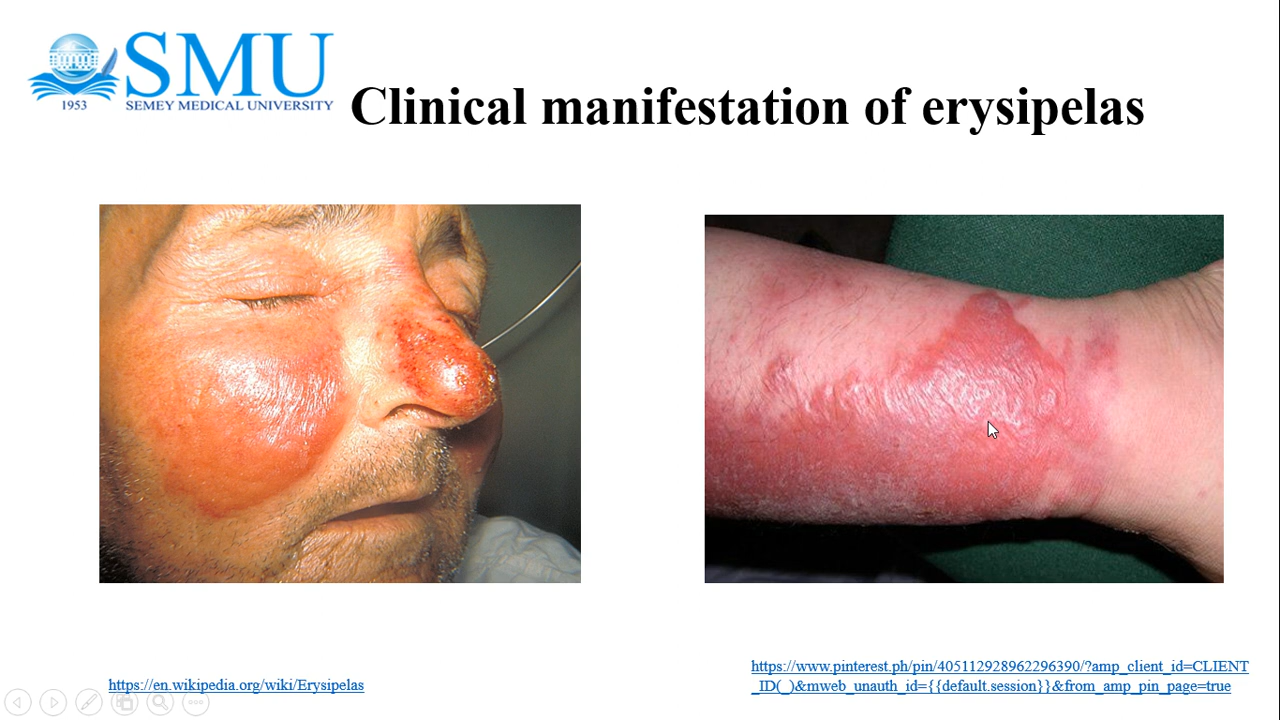 SMU
1953
SEMEY MEDICAL UNIVERSITY
Clinical manifestation of erysipelas
https://en.wikipedia.org/wiki/Erysipelas
https://www.pinterest.ph/pin/405112928962296390/?amp_client_id=CLIENT
_ID(_)&mweb_unauth_id={{default.session}}&from_amp_pin_page=true